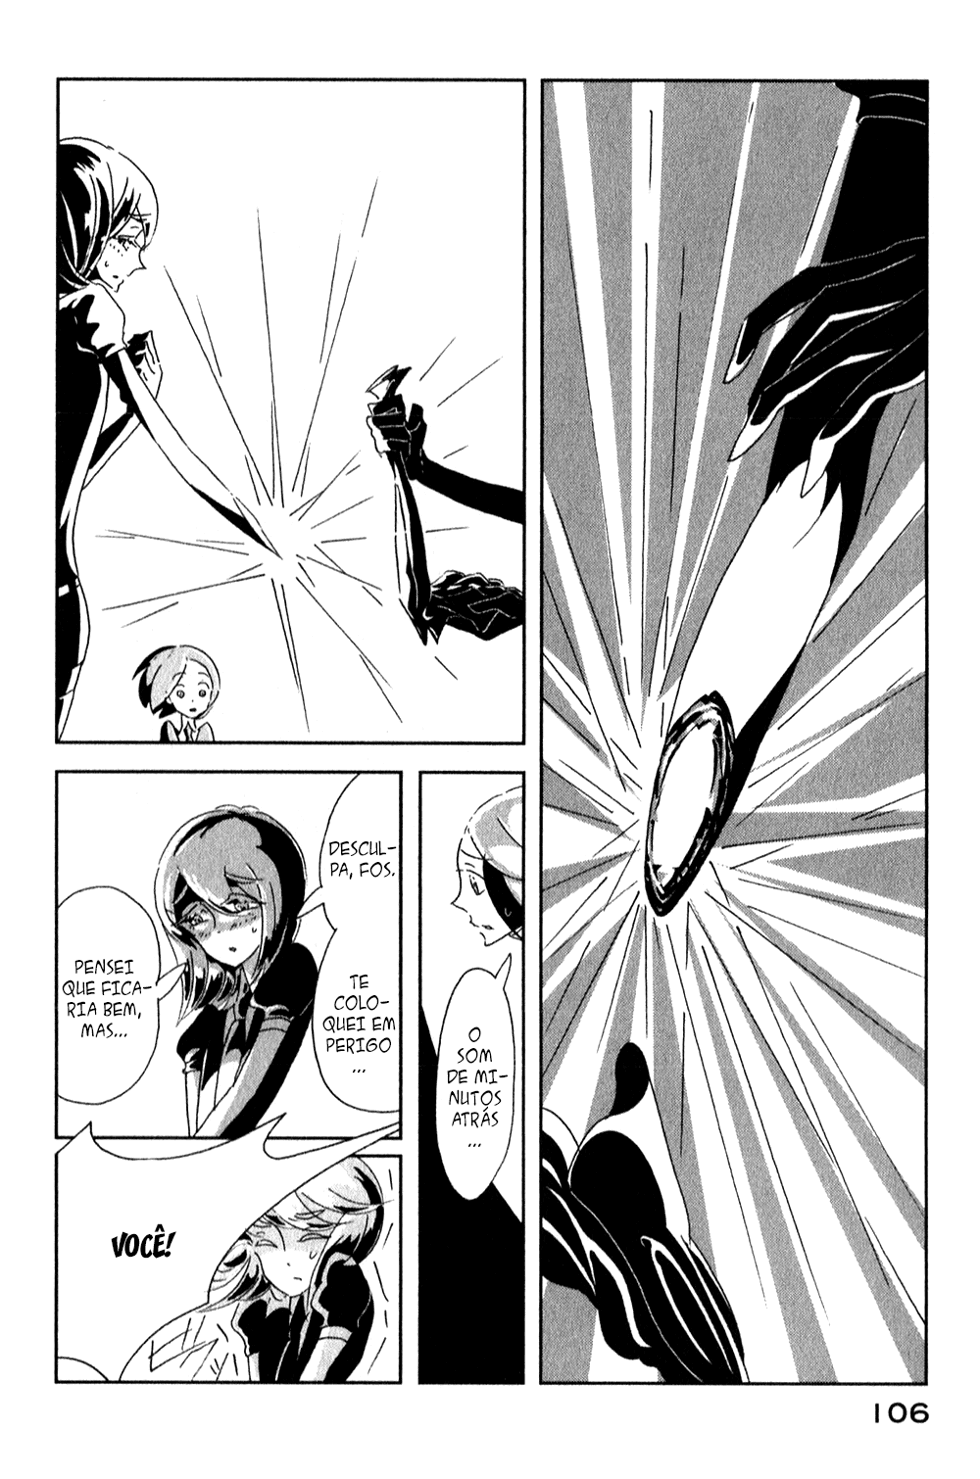 O
SOM
DE MI-
NUTOS
ATRÁS
...
DESCUL-
PA, FOS.
TE
COLO-
QUEI EM
PERIGO
...
PENSEI
QUE FICA-
RIA BEM,
MAS...
VOCÊ!
106